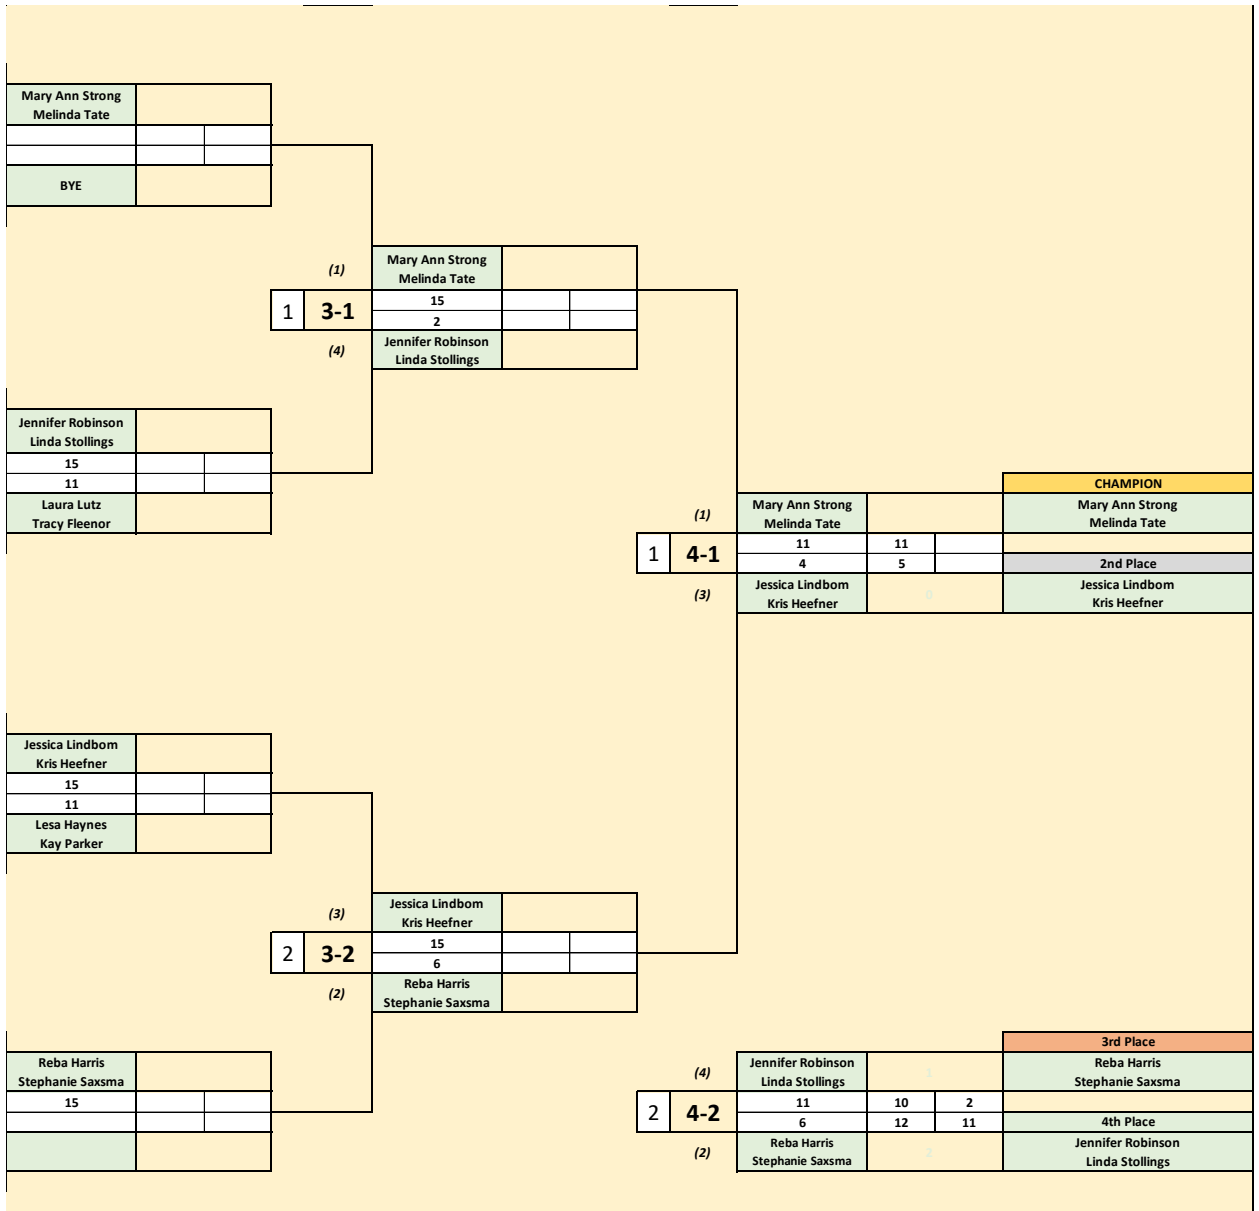 Mary Ann Strong
Melinda Tate
BYE
(1)
Mary Ann Strong
Melinda Tate
1 3-1 15
2
(4)
Jennifer Robinson
Linda Stollings
Jennifer Robinson
Linda Stollings
15
11
Laura Lutz
Tracy Fleenor
CHAMPION
(1)
Mary Ann Strong
Melinda Tate
Mary Ann Strong
Melinda Tate
1 4-1 11 11
4 5
2nd Place
(3)
Jessica Lindbom
Kris Heefner
0
Jessica Lindbom
Kris Heefner
Jessica Lindbom
Kris Heefner
15
11
Lesa Haynes
Kay Parker
(3)
Jessica Lindbom
Kris Heefner
2 3-2 15
6
(2)
Reba Harris
Stephanie Saxsma
Reba Harris
Stephanie Saxsma
15
3rd Place
(4)
Jennifer Robinson
Linda Stollings
1
Reba Harris
Stephanie Saxsma
2 4-2 11 10 2
6 12 11
4th Place
(2)
Reba Harris
Stephanie Saxsma
2
Jennifer Robinson
Linda Stollings